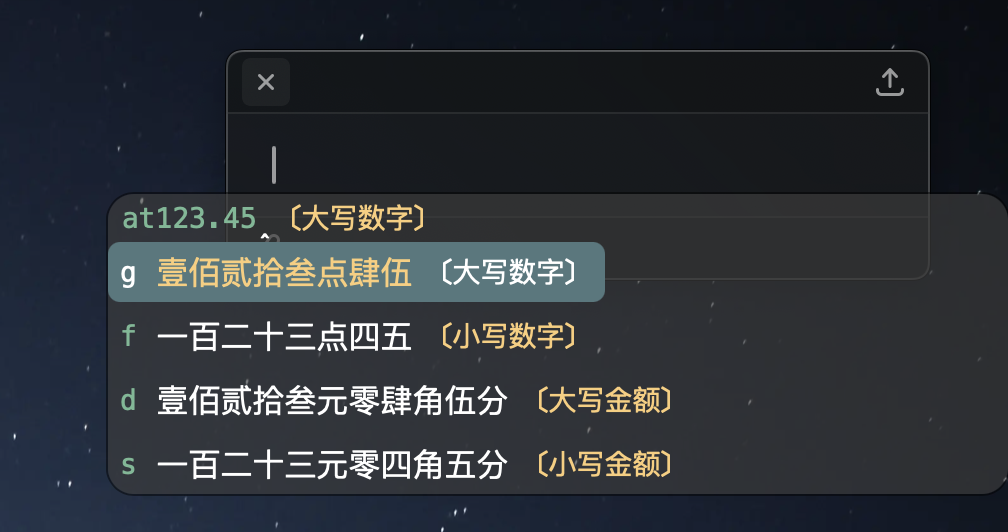 at123.45‸ 〔大写数字〕
g 壹佰贰拾叁点肆伍 〔大写数字〕
f 一百二十三点四五 〔小写数字〕
d 壹佰贰拾叁元零肆角伍分 〔大写金额〕
s 一百二十三元零四角五分 〔小写金额〕